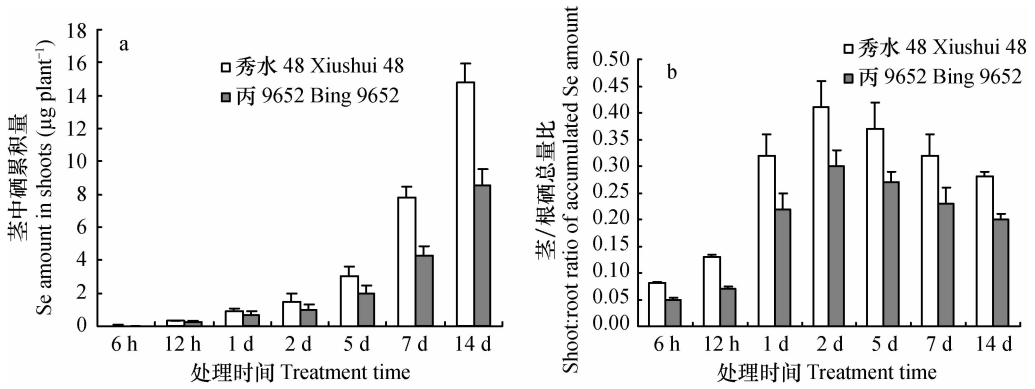 a
秀水 48 Xiushui 48
丙 9652 Bing 9652
茎中硒累积量
Se amount in shoots (μg plant⁻¹)
18
16
14
12
10
8
6
4
2
0
6 h 12 h 1 d 2 d 5 d 7 d 14 d
处理时间 Treatment time
b
秀水 48 Xiushui 48
丙 9652 Bing 9652
茎/根硒总量比
Shoot:root ratio of accumulated Se amount
0.50
0.45
0.40
0.35
0.30
0.25
0.20
0.15
0.10
0.05
0.00
6 h 12 h 1 d 2 d 5 d 7 d 14 d
处理时间 Treatment time